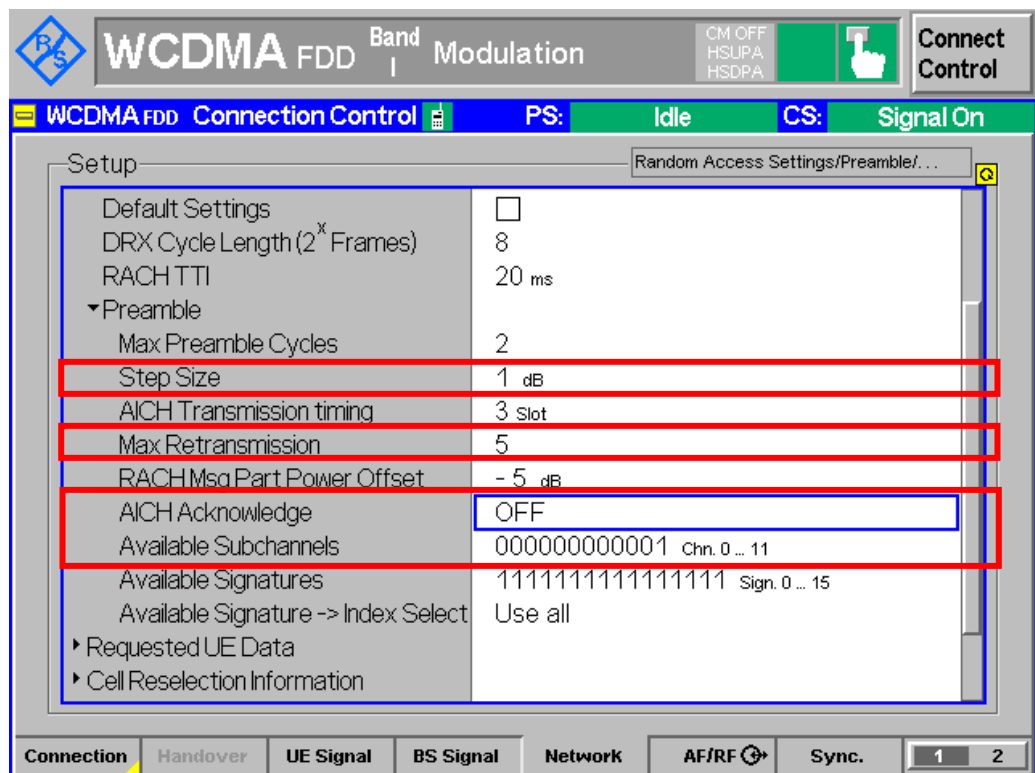 R S WCDMA FDD Band I Modulation CM OFF HSUPA HSDPA Connect Control
WCDMA FDD Connection Control PS: Idle CS: Signal On
Setup Random Access Settings/Preamble/...
Default Settings
DRX Cycle Length (2^X Frames) 8
RACH TTI 20 ms
Preamble
Max Preamble Cycles 2
Step Size 1 dB
AICH Transmission timing 3 Slot
Max Retransmission 5
RACH Msg Part Power Offset - 5 dB
AICH Acknowledge OFF
Available Subchannels 000000000001 Chn. 0 ... 11
Available Signatures 1111111111111111 Sign. 0 ... 15
Available Signature -> Index Select Use all
Requested UE Data
Cell Reselection Information
Connection Handover UE Signal BS Signal Network AF/RF Sync. 1 2